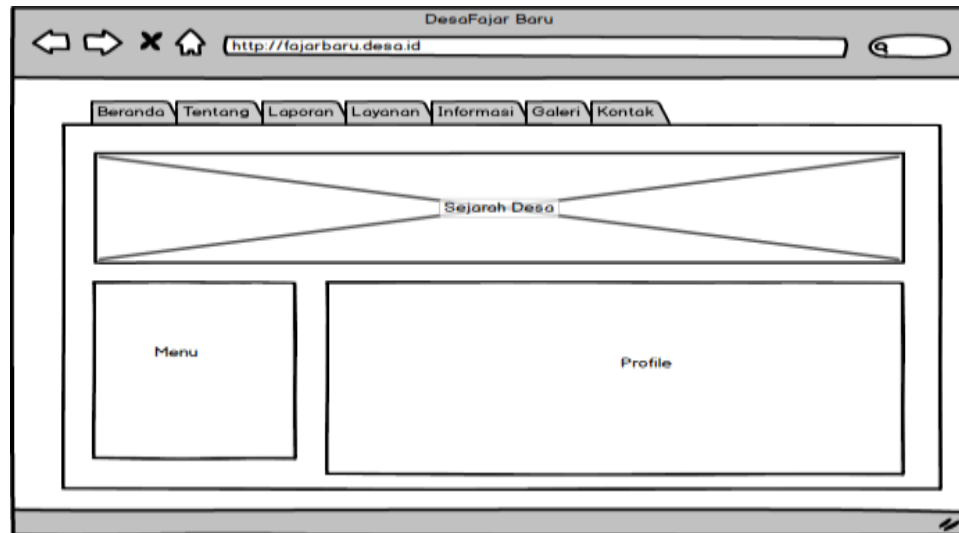 DesaFajar Baru
http://fajarbaru.desa.id
Beranda Tentang Laporan Layanan Informasi Galeri Kontak
Sejarah Desa
Menu
Profile